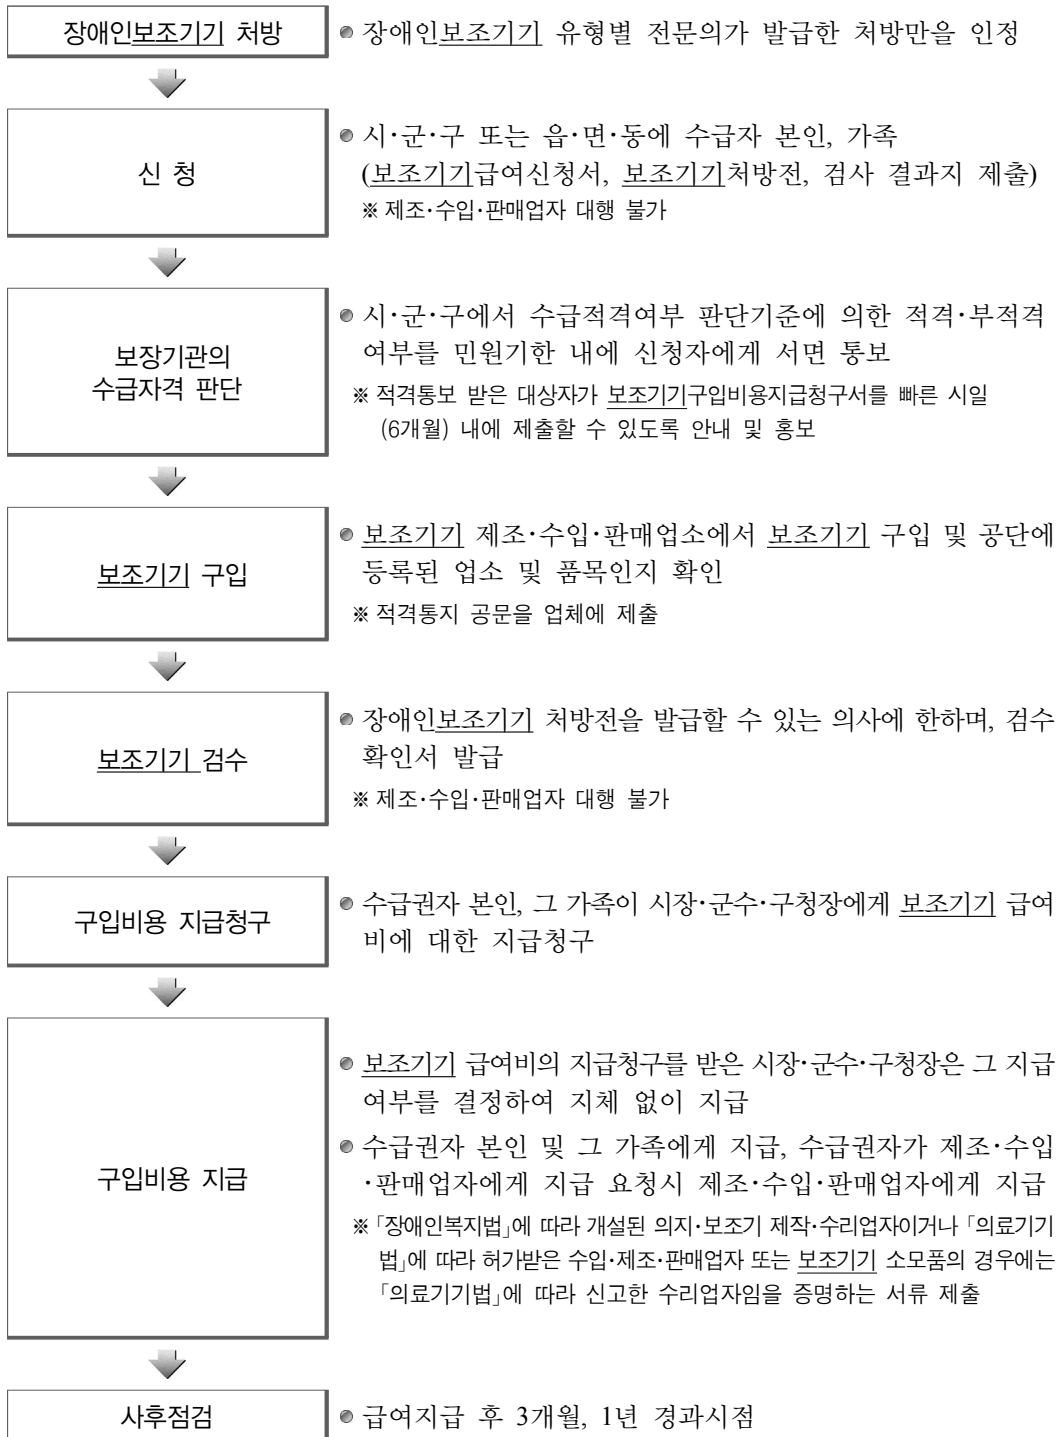 장애인보조기기 처방
● 장애인보조기기 유형별 전문의가 발급한 처방만을 인정
신 청
● 시·군·구 또는 읍·면·동에 수급자 본인, 가족
(보조기기급여신청서, 보조기기처방전, 검사 결과지 제출)
※ 제조·수입·판매업자 대행 불가
보장기관의
수급자격 판단
● 시·군·구에서 수급적격여부 판단기준에 의한 적격·부적격
여부를 민원기한 내에 신청자에게 서면 통보
※ 적격통보 받은 대상자가 보조기기구입비용지급청구서를 빠른 시일
(6개월) 내에 제출할 수 있도록 안내 및 홍보
보조기기 구입
● 보조기기 제조·수입·판매업소에서 보조기기 구입 및 공단에
등록된 업소 및 품목인지 확인
※ 적격통지 공문을 업체에 제출
보조기기 검수
● 장애인보조기기 처방전을 발급할 수 있는 의사에 한하며, 검수
확인서 발급
※ 제조·수입·판매업자 대행 불가
구입비용 지급청구
● 수급권자 본인, 그 가족이 시장·군수·구청장에게 보조기기 급여
비에 대한 지급청구
구입비용 지급
● 보조기기 급여비의 지급청구를 받은 시장·군수·구청장은 그 지급
여부를 결정하여 지체 없이 지급
● 수급권자 본인 및 그 가족에게 지급, 수급권자가 제조·수입
·판매업자에게 지급 요청시 제조·수입·판매업자에게 지급
※ 「장애인복지법」에 따라 개설된 의지·보조기 제작·수리업자이거나 「의료기기
법」에 따라 허가받은 수입·제조·판매업자 또는 보조기기 소모품의 경우에는
「의료기기법」에 따라 신고한 수리업자임을 증명하는 서류 제출
사후점검
● 급여지급 후 3개월, 1년 경과시점